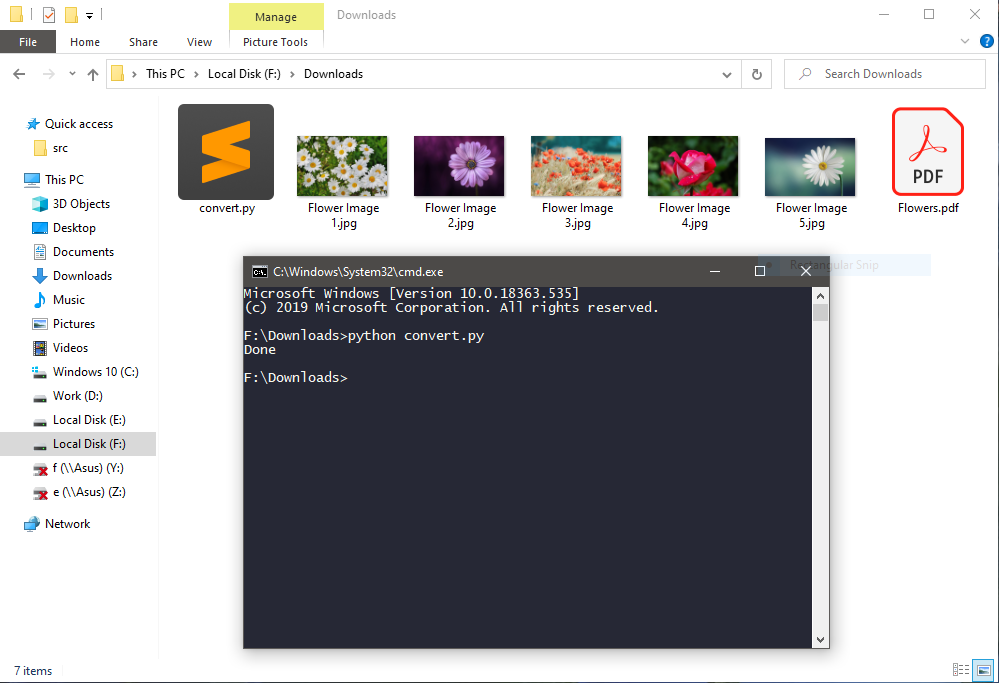 Manage
Downloads
File
Home
Share
View
Picture Tools
This PC
Local Disk (F:)
Downloads
Search Downloads
Quick access
src
This PC
3D Objects
Desktop
Documents
Downloads
Music
Pictures
Videos
Windows 10 (C:)
Work (D:)
Local Disk (E:)
Local Disk (F:)
f (\\Asus) (Y:)
e (\\Asus) (Z:)
Network
convert.py
Flower Image
1.jpg
Flower Image
2.jpg
Flower Image
3.jpg
Flower Image
4.jpg
Flower Image
5.jpg
PDF
Flowers.pdf
Rectangular Snip
C:\Windows\System32\cmd.exe
Microsoft Windows [Version 10.0.18363.535]
(c) 2019 Microsoft Corporation. All rights reserved.
F:\Downloads>python convert.py
Done
F:\Downloads>
7 items